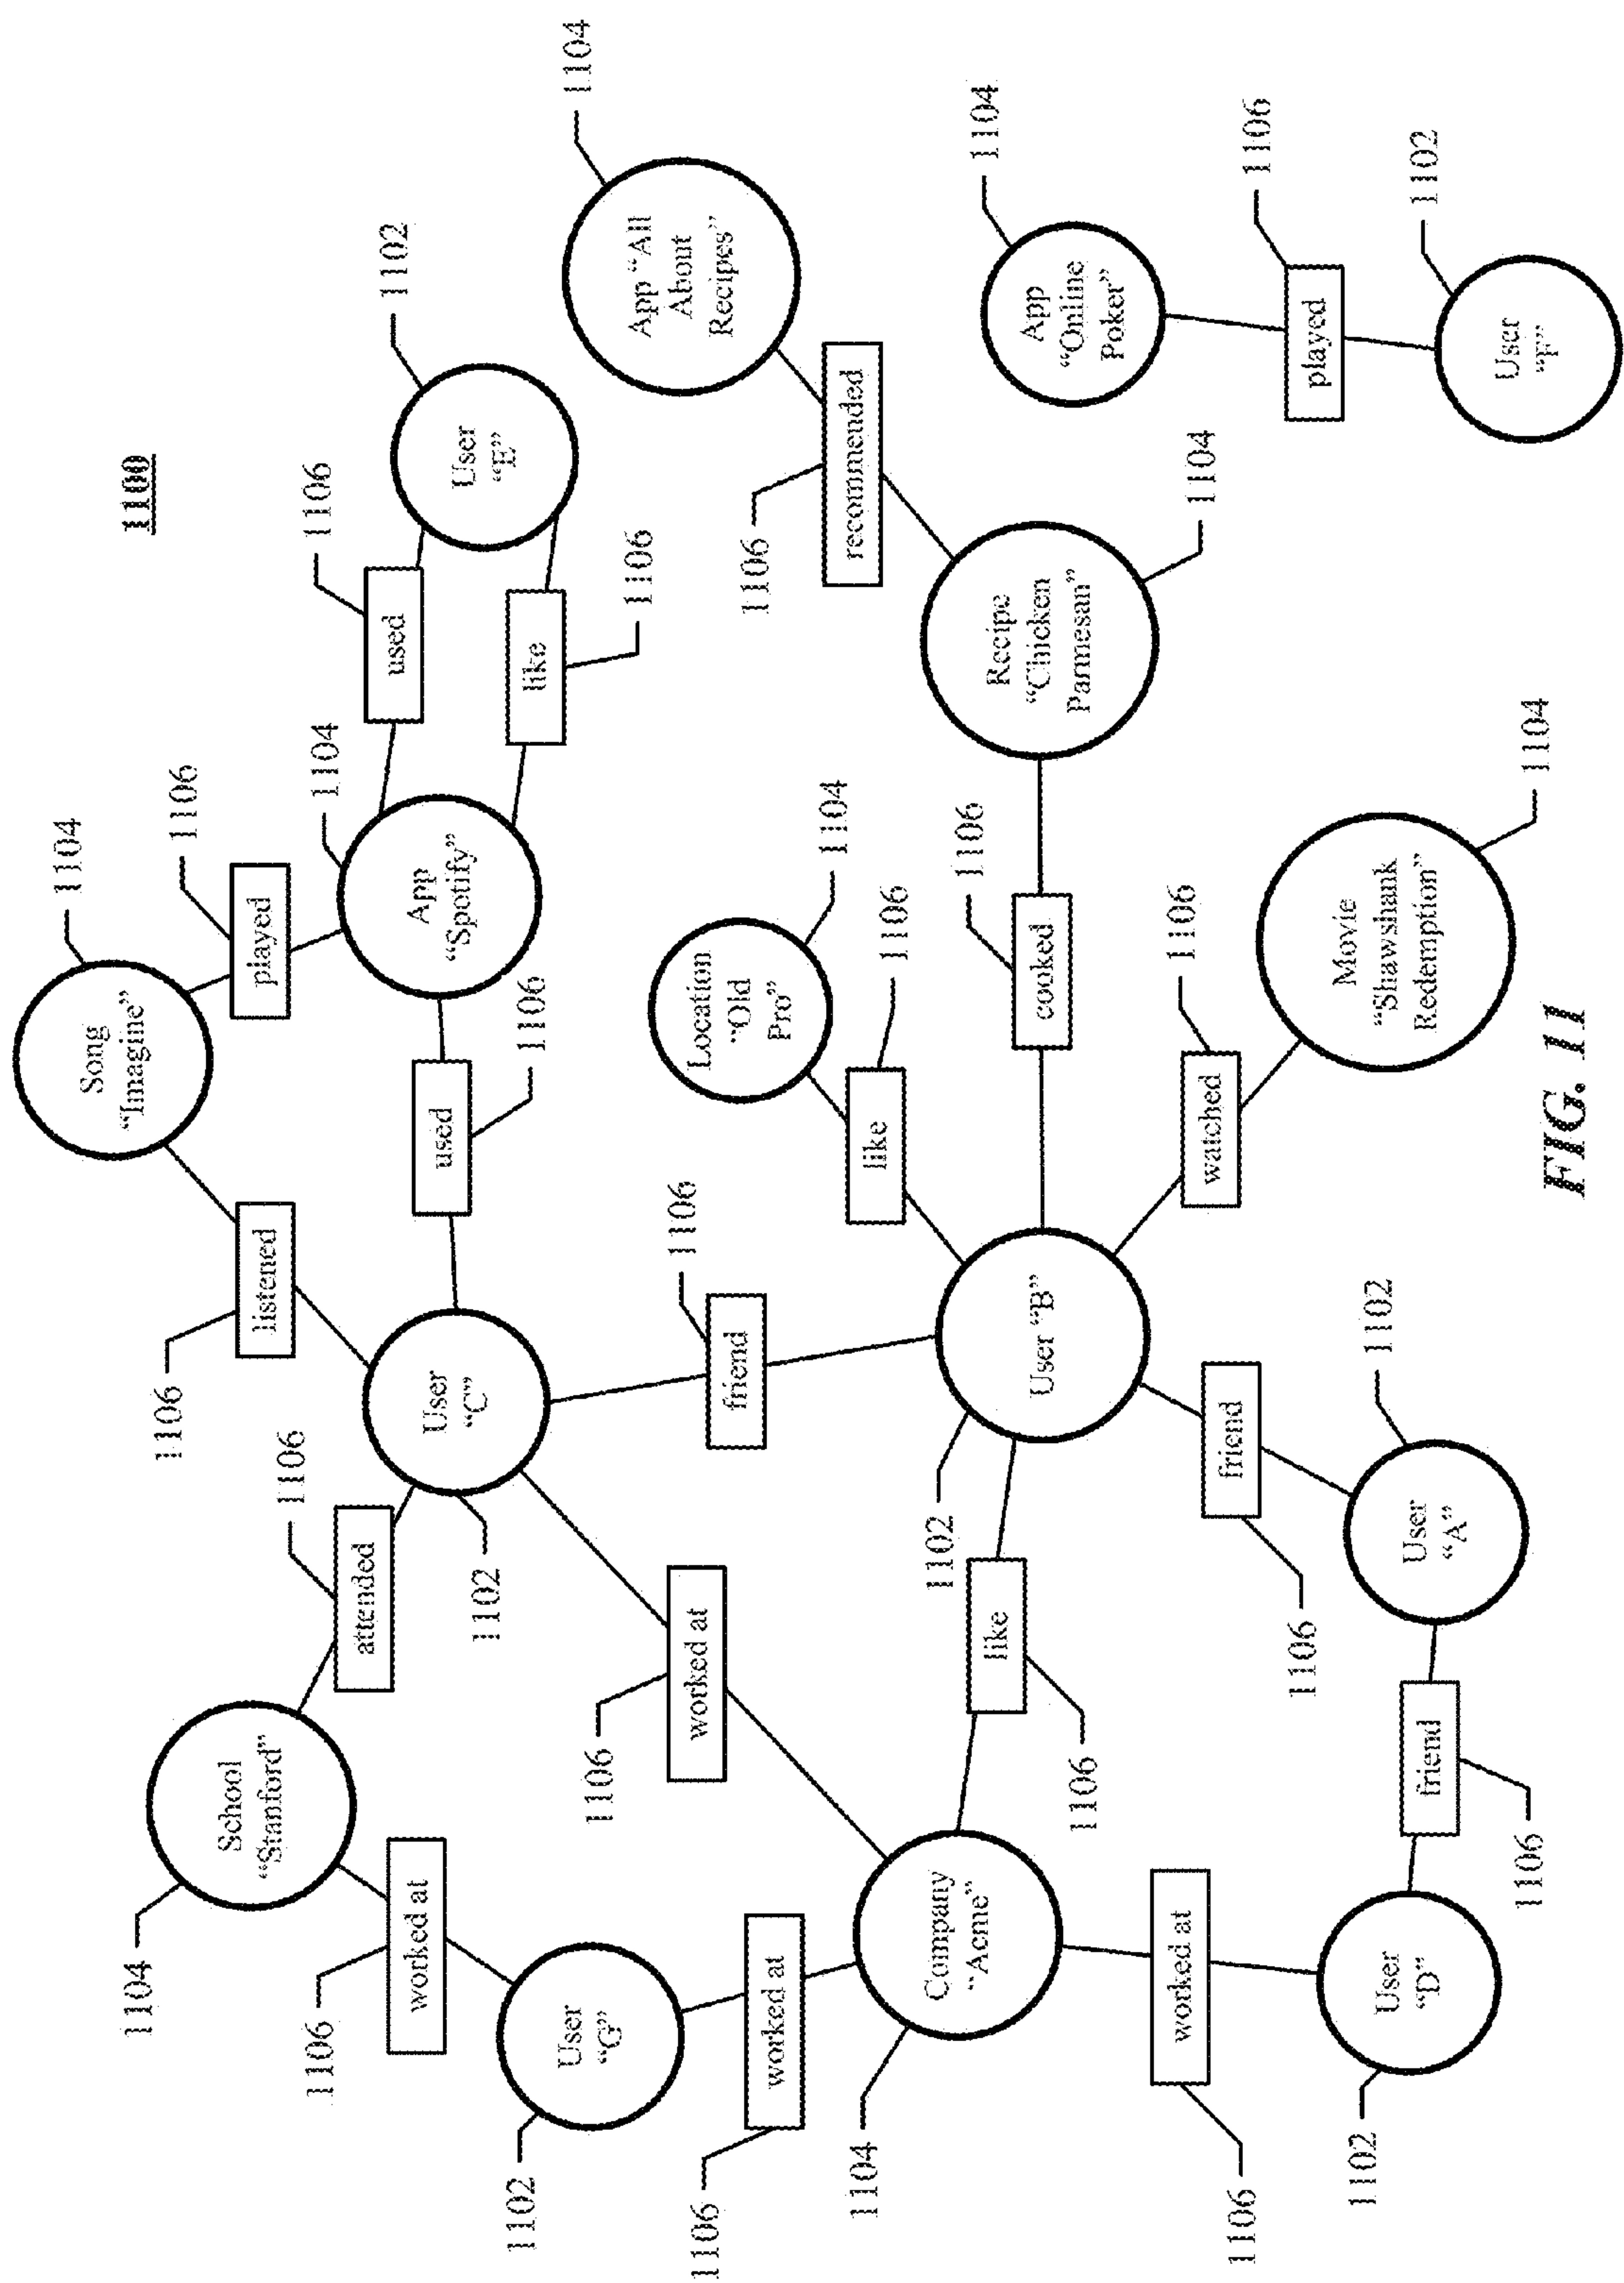 1100
1104
School
"Stanford"
1106
attended
1106
listened
1104
Song
"Imagine"
1106
played
1106
worked at
1102
User
"C"
1106
used
1104
App
"Spotify"
1106
used
1102
User
"E"
like
1106
1102
User
"G"
1102
1106
worked at
1106
worked at
1106
friend
Location
"Old
Pro"
1104
like
1106
1104
App "All
About
Recipes"
1106
recommended
1104
Company
"Acme"
like
1106
1102
User "B"
1106
cooked
Recipe
"Chicken
Parmesan"
1104
1104
App
"Online
Poker"
1106
worked at
1106
friend
1106
watched
1106
played
1102
User
"D"
friend
1106
1102
User
"A"
Movie
"Shawshank
Redemption"
1104
1102
User
"F"
FIG. 11